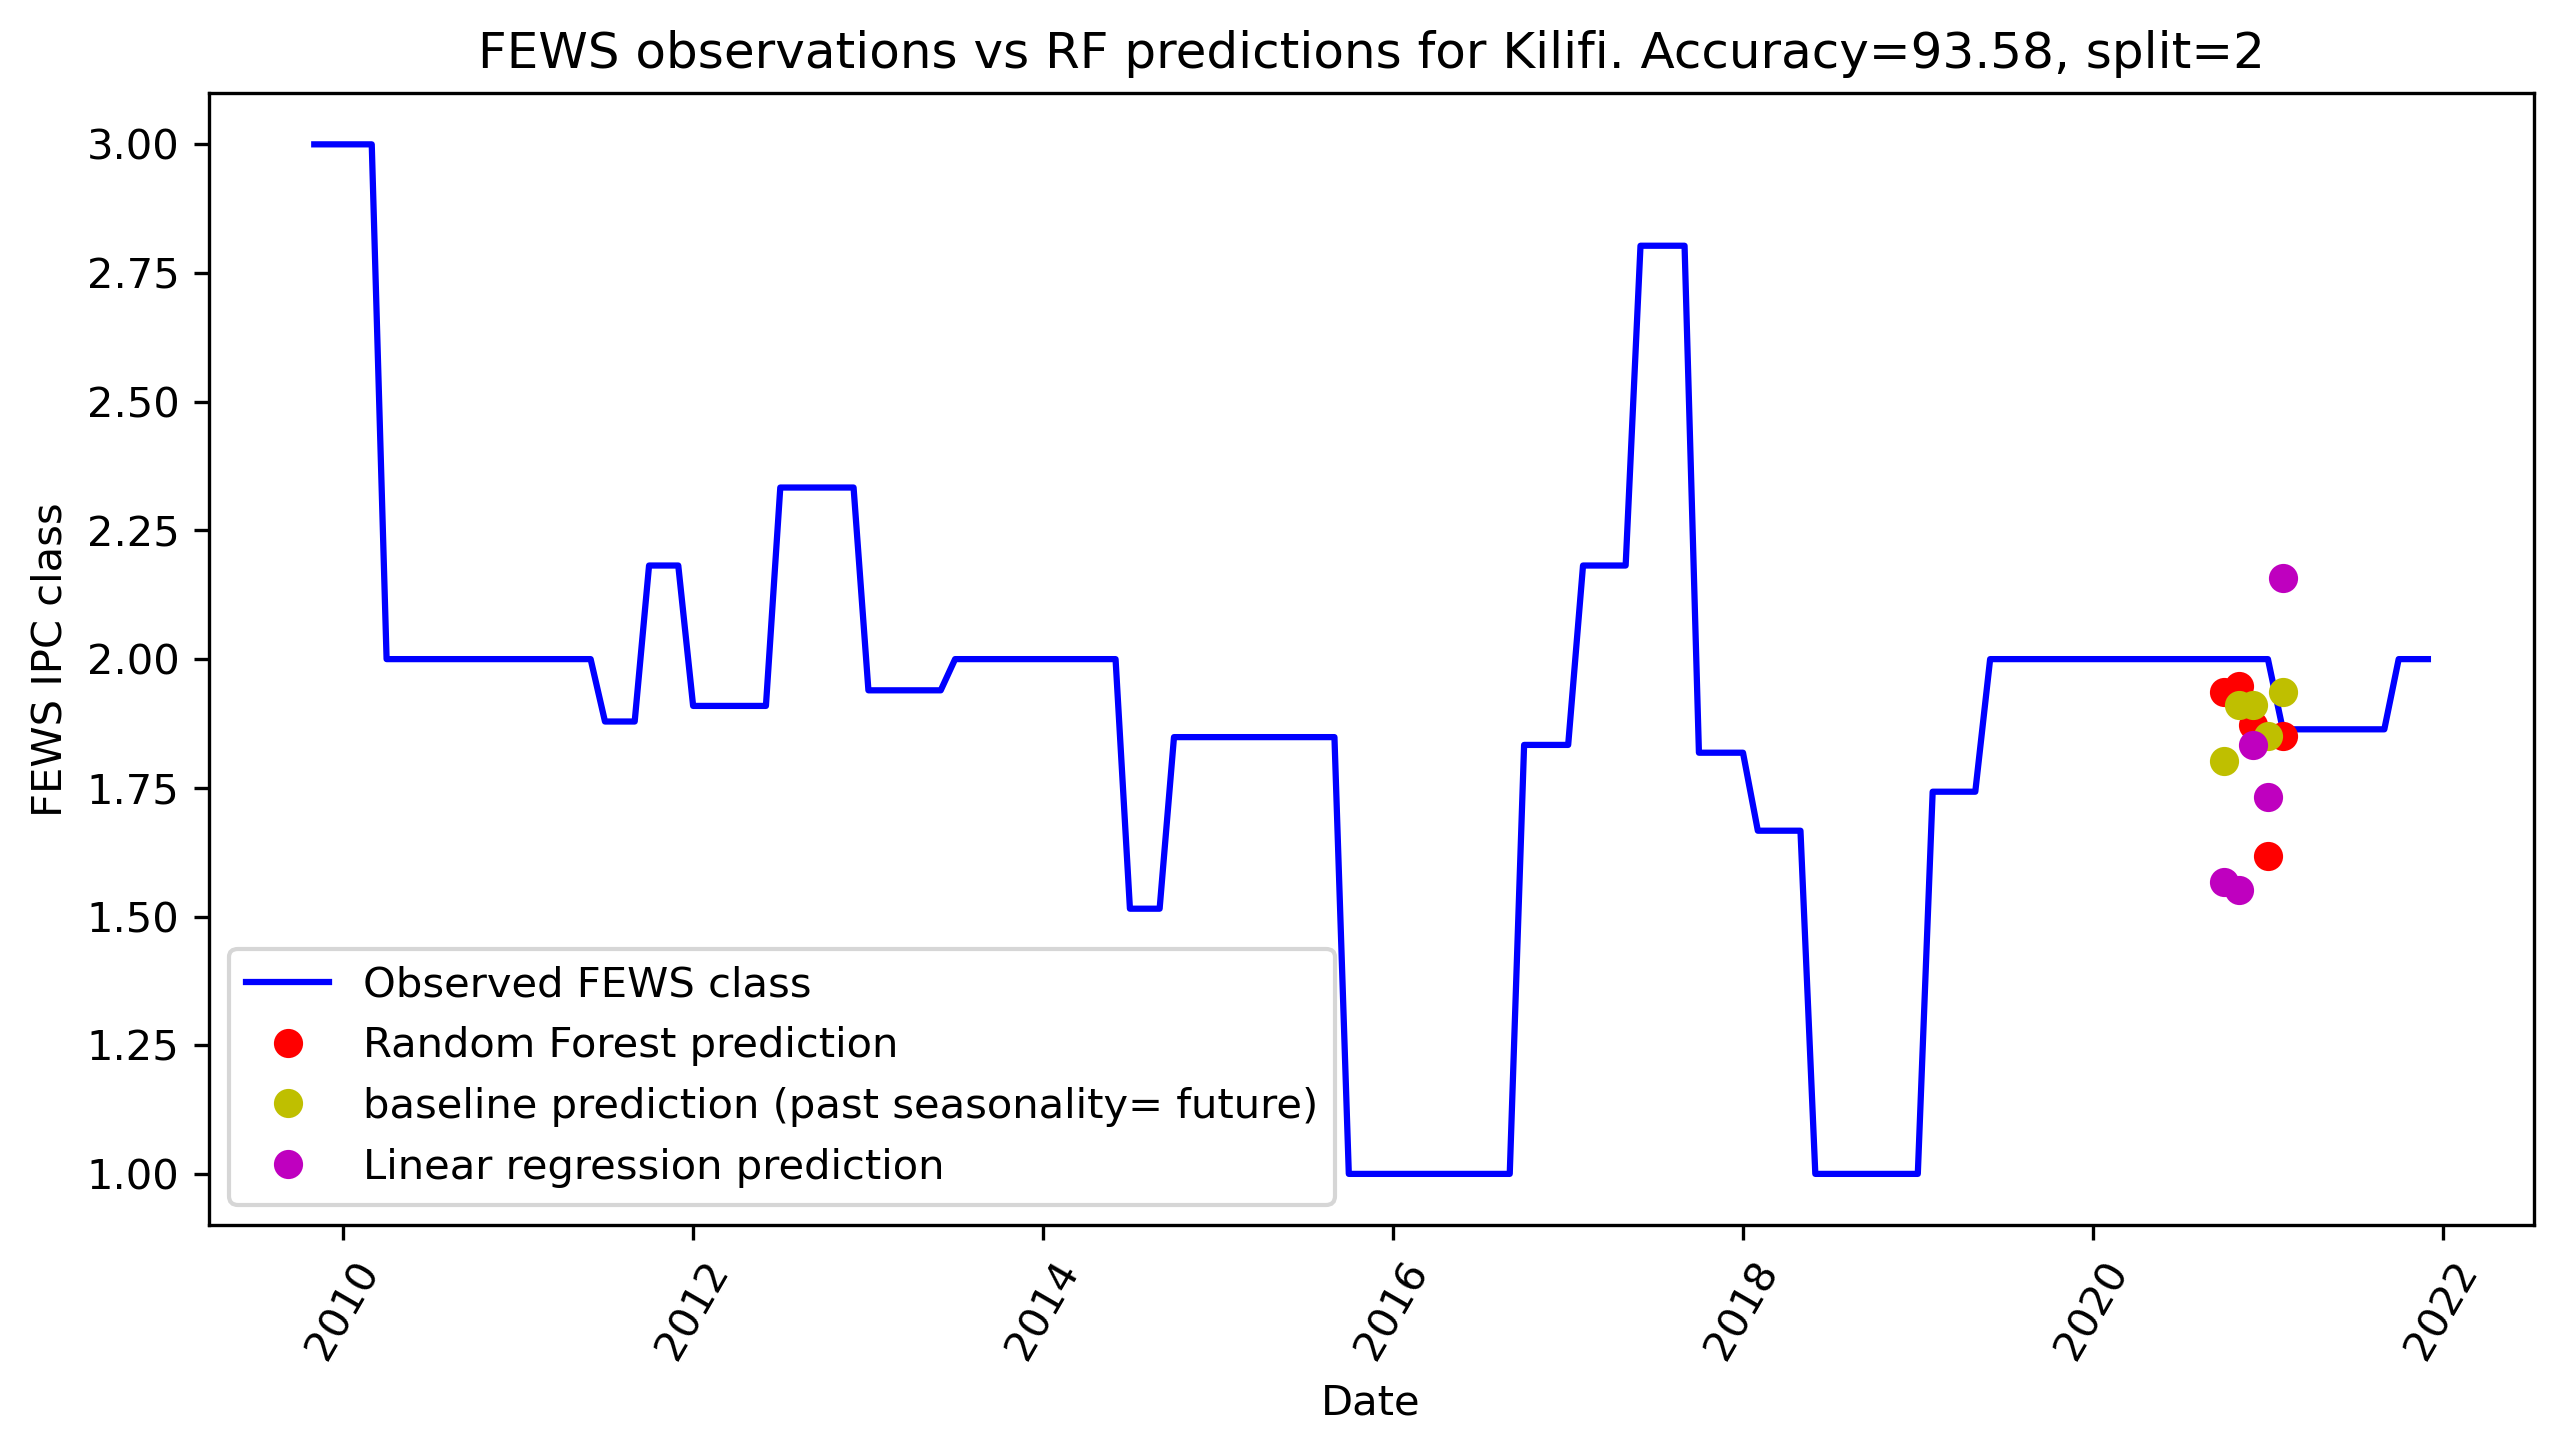 FEWS observations vs RF predictions for Kilifi. Accuracy=93.58, split=2
FEWS IPC class
3.00
2.75
2.50
2.25
2.00
1.75
1.50
1.25
1.00
Observed FEWS class
Random Forest prediction
baseline prediction (past seasonality= future)
Linear regression prediction
2010
2012
2014
2016
2018
2020
2022
Date